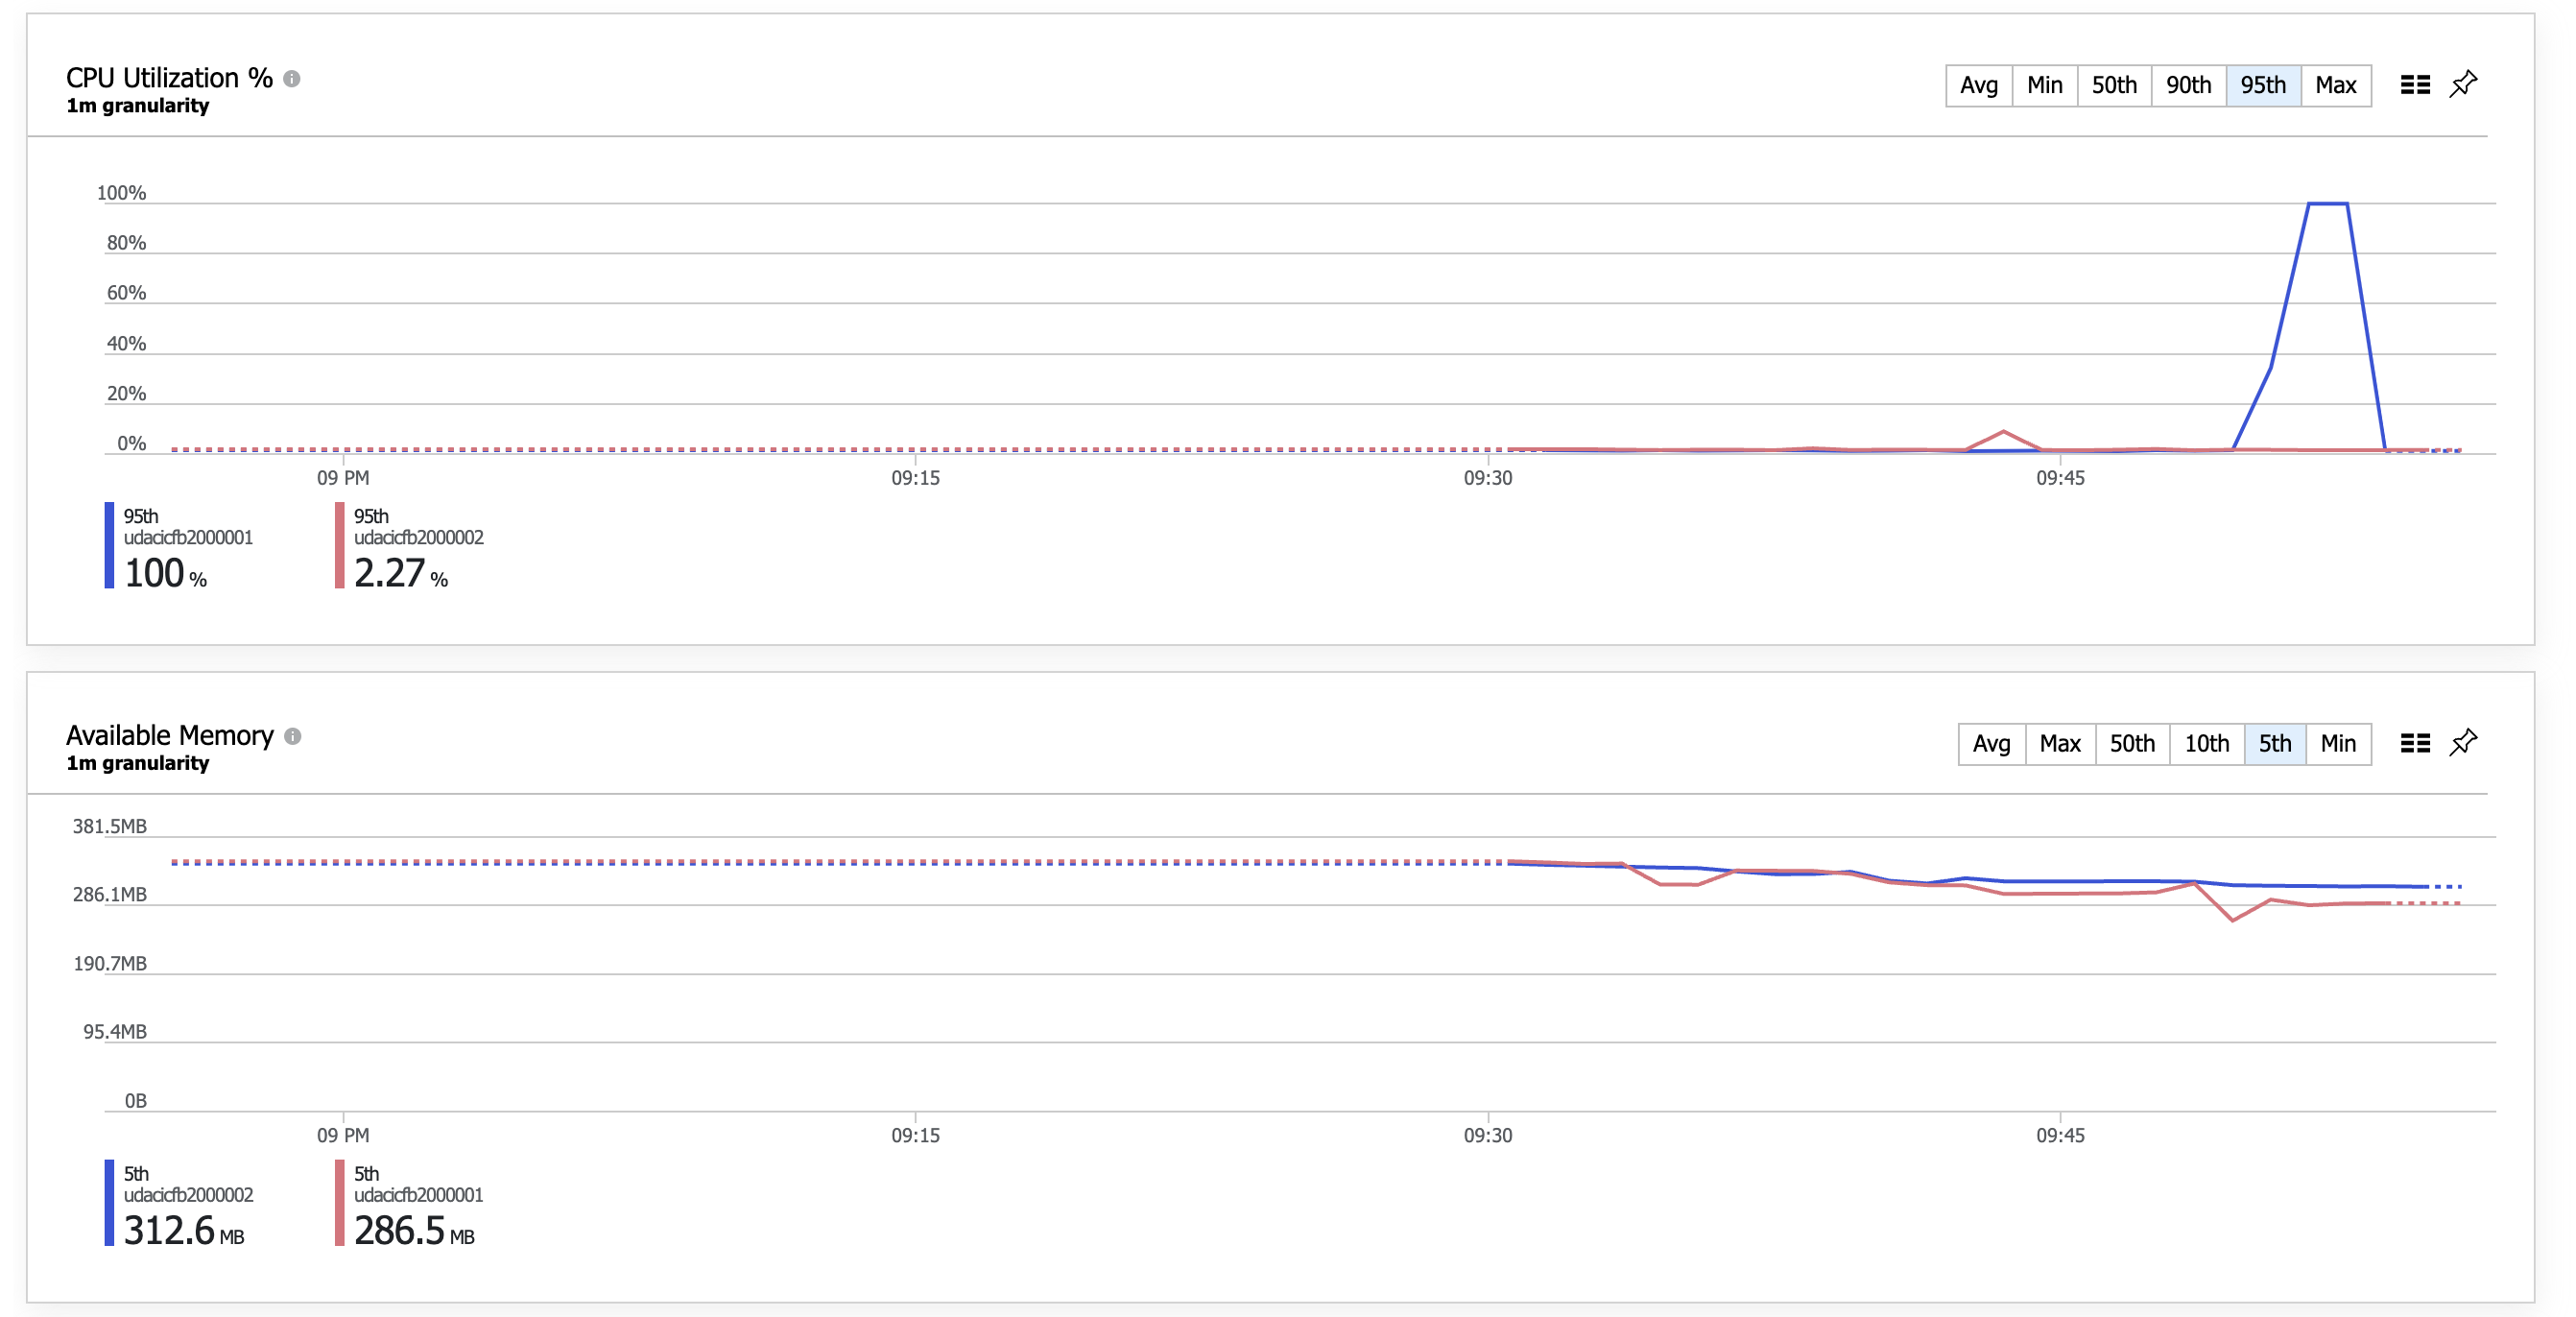 CPU Utilization %
1m granularity
Avg Min 50th 90th 95th Max
100%
80%
60%
40%
20%
0%
09 PM 09:15 09:30 09:45
95th 95th
udacicfb2000001 udacicfb2000002
100 % 2.27 %
Available Memory
1m granularity
Avg Max 50th 10th 5th Min
381.5MB
286.1MB
190.7MB
95.4MB
0B
09 PM 09:15 09:30 09:45
5th 5th
udacicfb2000002 udacicfb2000001
312.6 MB 286.5 MB